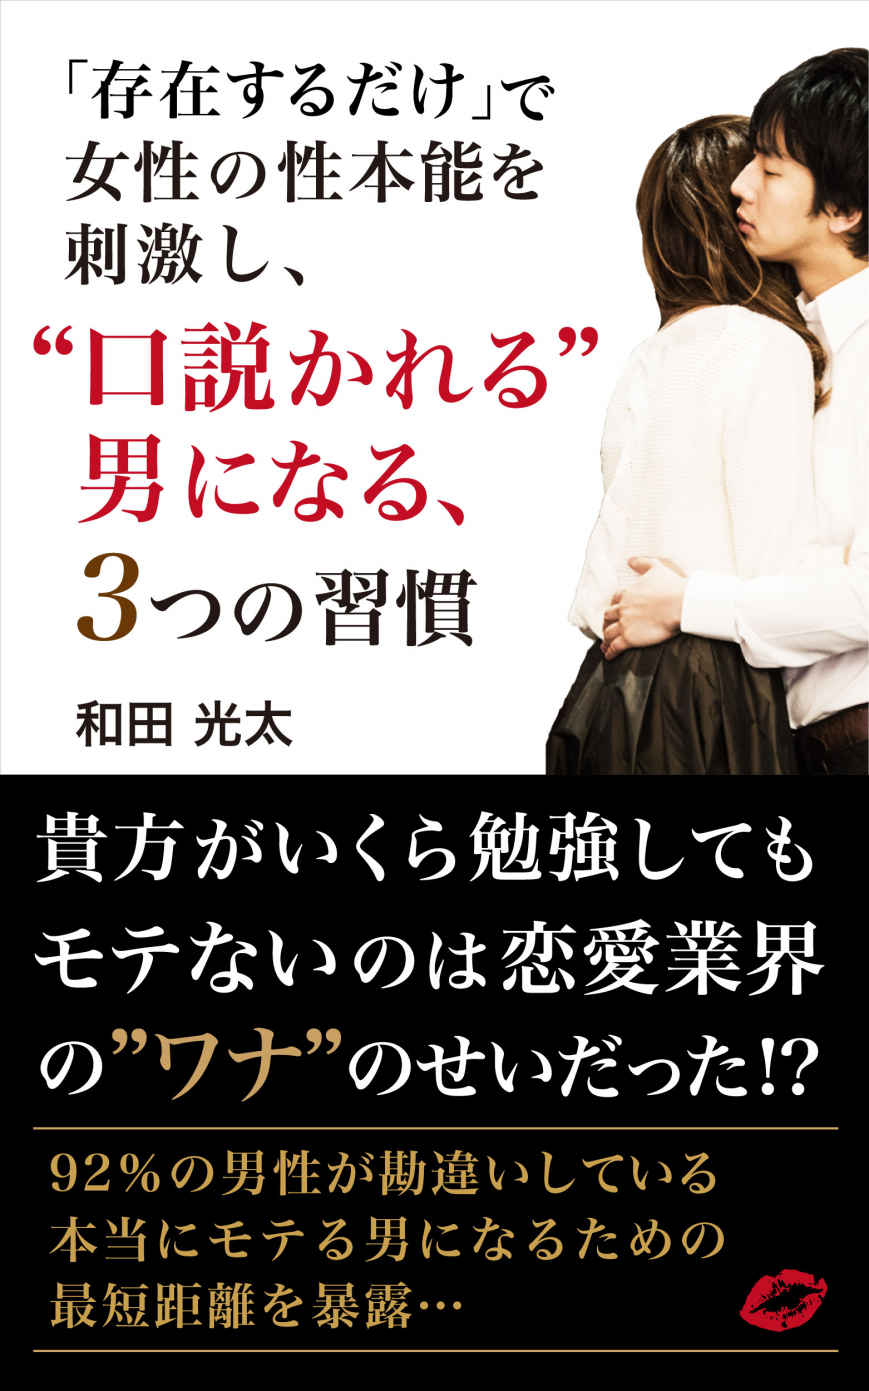 「存在するだけ」で
女性の性本能を
刺激し、
“口説かれる”
男になる、
3つの習慣
和田 光太
貴方がいくら勉強しても
モテないのは恋愛業界
の”ワナ”のせいだった!?
92%の男性が勘違いしている
本当にモテる男になるための
最短距離を暴露…